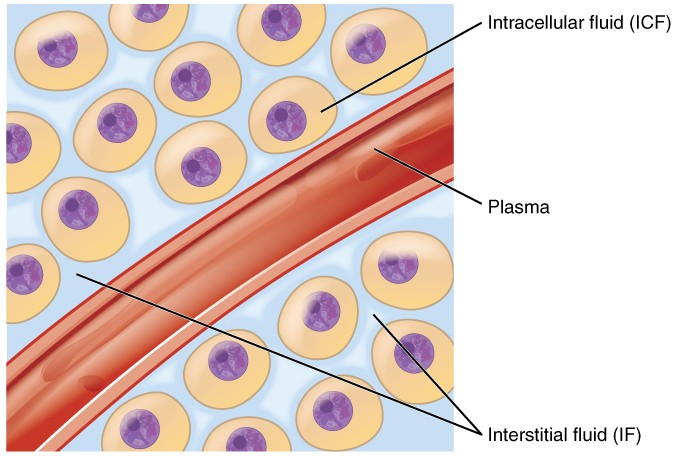 Intracellular fluid (ICF)
Plasma
Interstitial fluid (IF)